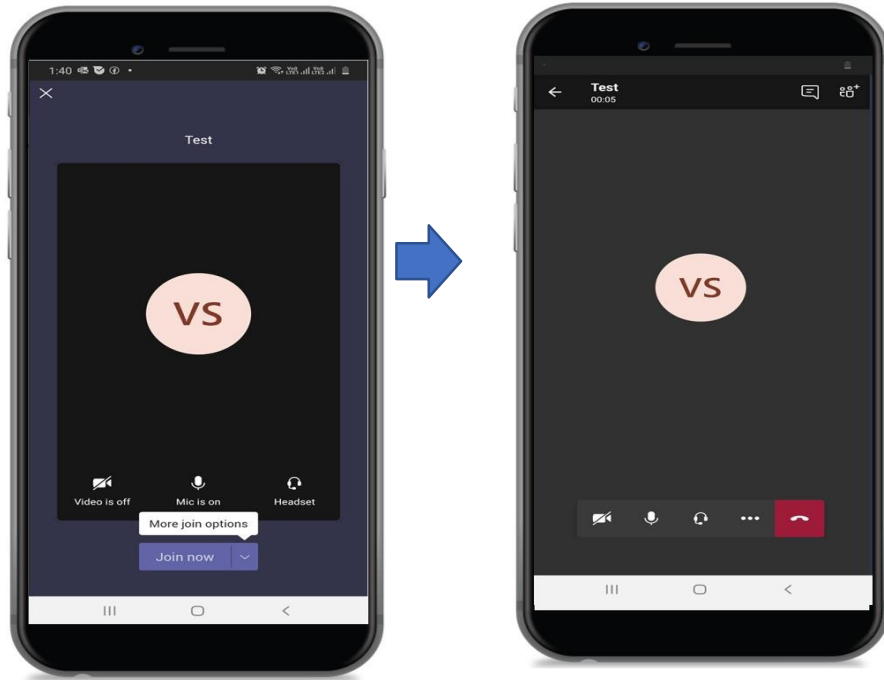 1:40
Test
VS
Video is off Mic is on Headset
More join options
Join now
Test
00:05
VS